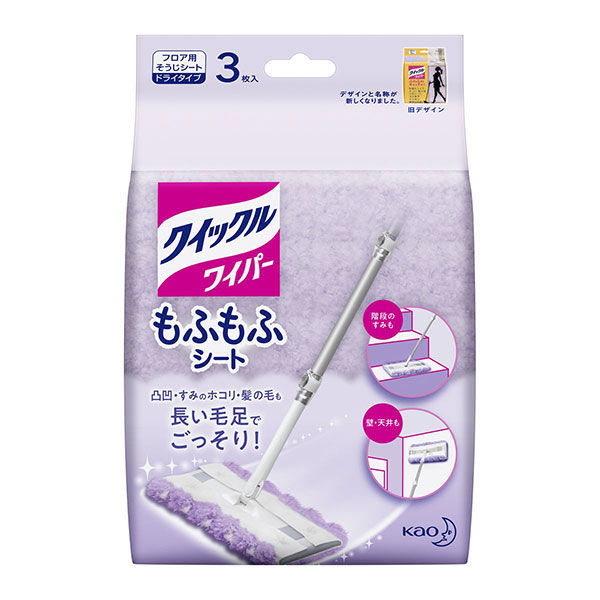 フロア用
そうじシート
ドライタイプ
3枚入
デザインと名称が
新しくなりました。
旧デザイン
クイックル
ワイパー
もふもふ
シート
凸凹・すみのホコリ・髪の毛も
長い毛足で
ごっそり!
階段の
すみも
壁・天井も
Kao